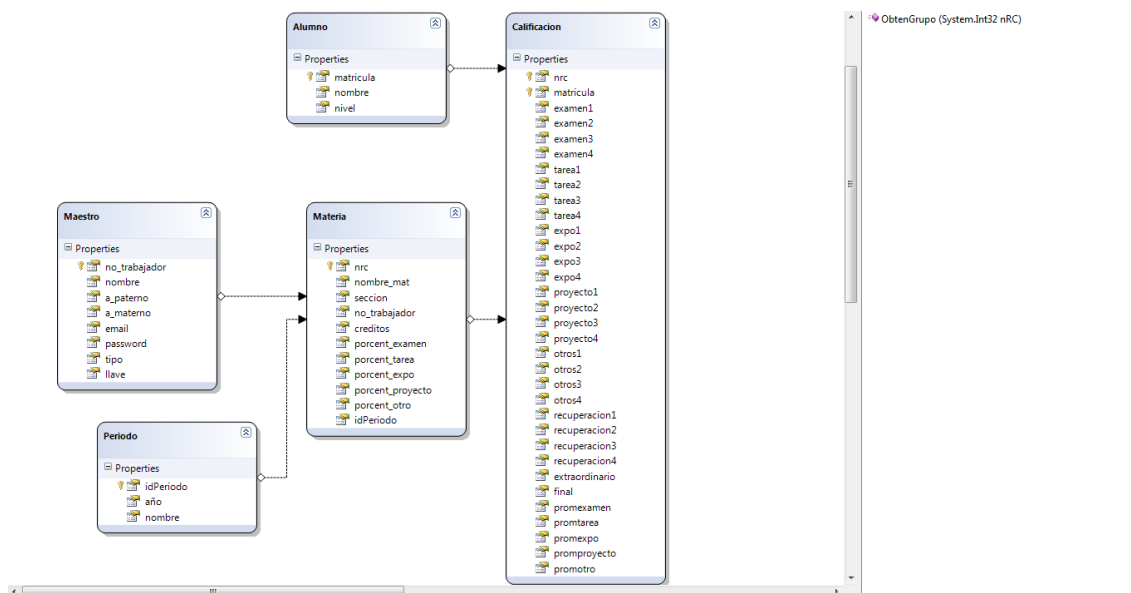 Alumno
Properties
matricula
nombre
nivel
Calificacion
Properties
nrc
matricula
examen1
examen2
examen3
examen4
tarea1
tarea2
tarea3
tarea4
expo1
expo2
expo3
expo4
proyecto1
proyecto2
proyecto3
proyecto4
otros1
otros2
otros3
otros4
recuperacion1
recuperacion2
recuperacion3
recuperacion4
extraordinario
final
promexamen
promtarea
promexpo
promproyecto
promotro
Maestro
Properties
no_trabajador
nombre
a_paterno
a_materno
email
password
tipo
llave
Materia
Properties
nrc
nombre_mat
seccion
no_trabajador
creditos
porcent_examen
porcent_tarea
porcent_expo
porcent_proyecto
porcent_otro
idPeriodo
Periodo
Properties
idPeriodo
año
nombre
ObtenGrupo (System.Int32 nRC)